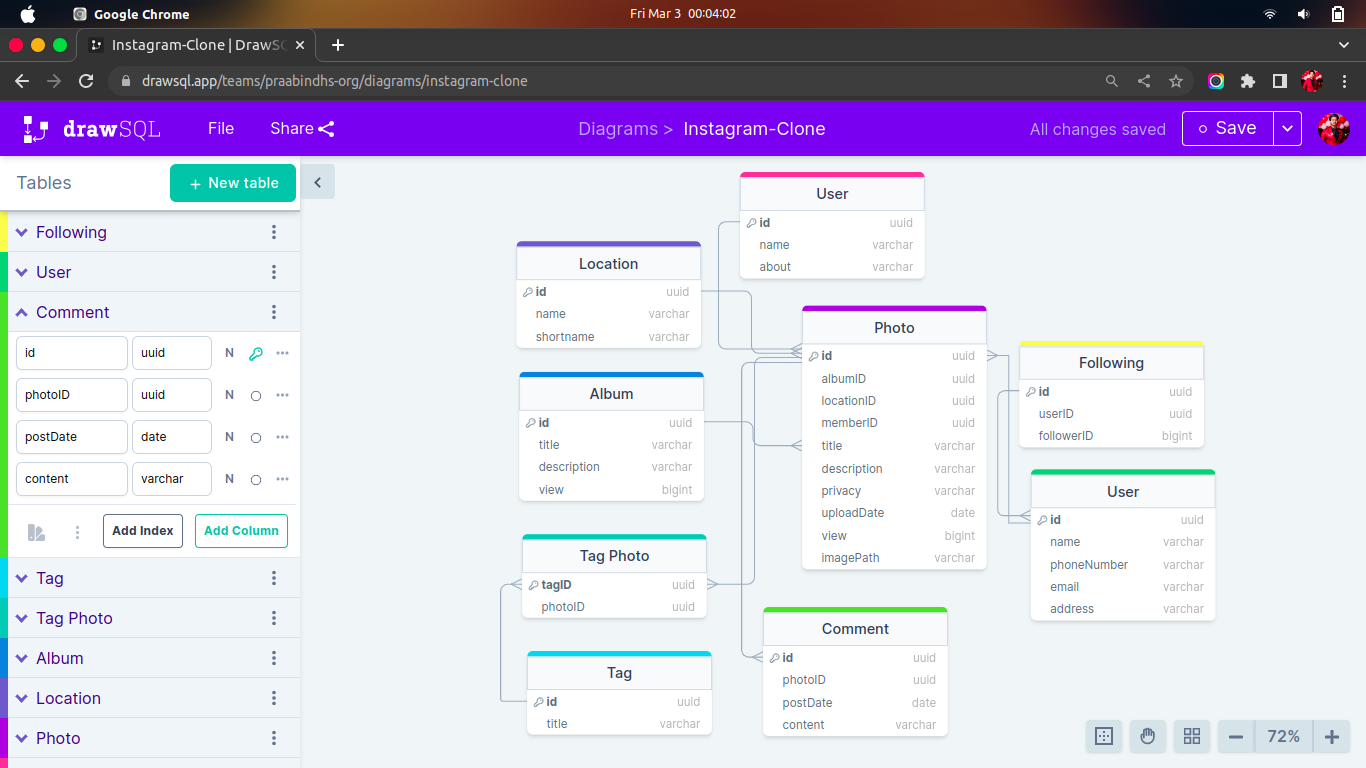 Google Chrome
Fri Mar 3 00:04:02
Instagram-Clone | DrawSQ
drawsql.app/teams/praabindhs-org/diagrams/instagram-clone
drawSQL
File
Share
Diagrams > Instagram-Clone
All changes saved
Save
Tables
+ New table
Following
User
Comment
id uuid N
photoID uuid N
postDate date N
content varchar N
Add Index
Add Column
Tag
Tag Photo
Album
Location
Photo
User
id uuid
name varchar
about varchar
Location
id uuid
name varchar
shortname varchar
Photo
id uuid
albumID uuid
locationID uuid
memberID uuid
title varchar
description varchar
privacy varchar
uploadDate date
view bigint
imagePath varchar
Following
id uuid
userID uuid
followerID bigint
Album
id uuid
title varchar
description varchar
view bigint
User
id uuid
name varchar
phoneNumber varchar
email varchar
address varchar
Tag Photo
tagID uuid
photoID uuid
Comment
id uuid
photoID uuid
postDate date
content varchar
Tag
id uuid
title varchar
72%